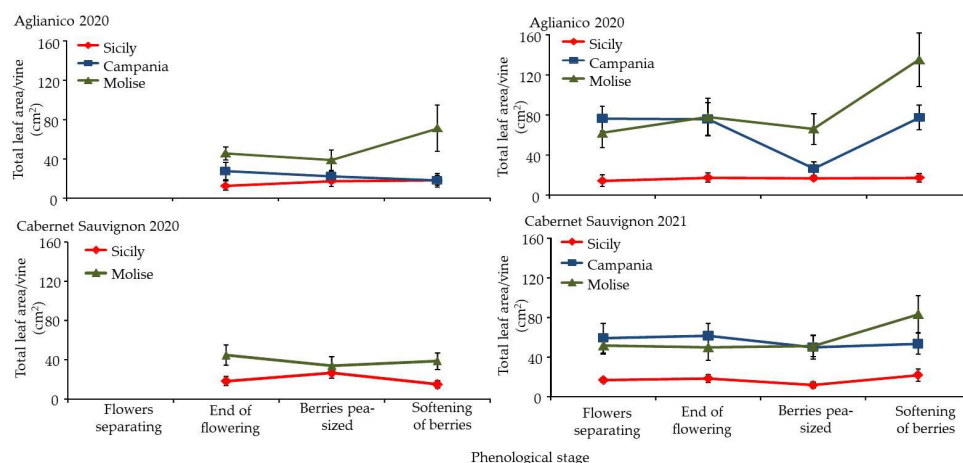 Aglianico 2020
160
120
80
40
0
Total leaf area/vine
(cm2)
Sicily
Campania
Molise
Aglianico 2020
160
120
80
40
0
Total leaf area/vine
(cm2)
Sicily
Campania
Molise
Cabernet Sauvignon 2020
160
120
80
40
0
Total leaf area/vine
(cm2)
Sicily
Molise
Flowers
separating
End of
flowering
Berries pea-
sized
Softening
of berries
Cabernet Sauvignon 2021
160
120
80
40
0
Total leaf area/vine
(cm2)
Sicily
Campania
Molise
Flowers
separating
End of
flowering
Berries pea-
sized
Softening
of berries
Phenological stage